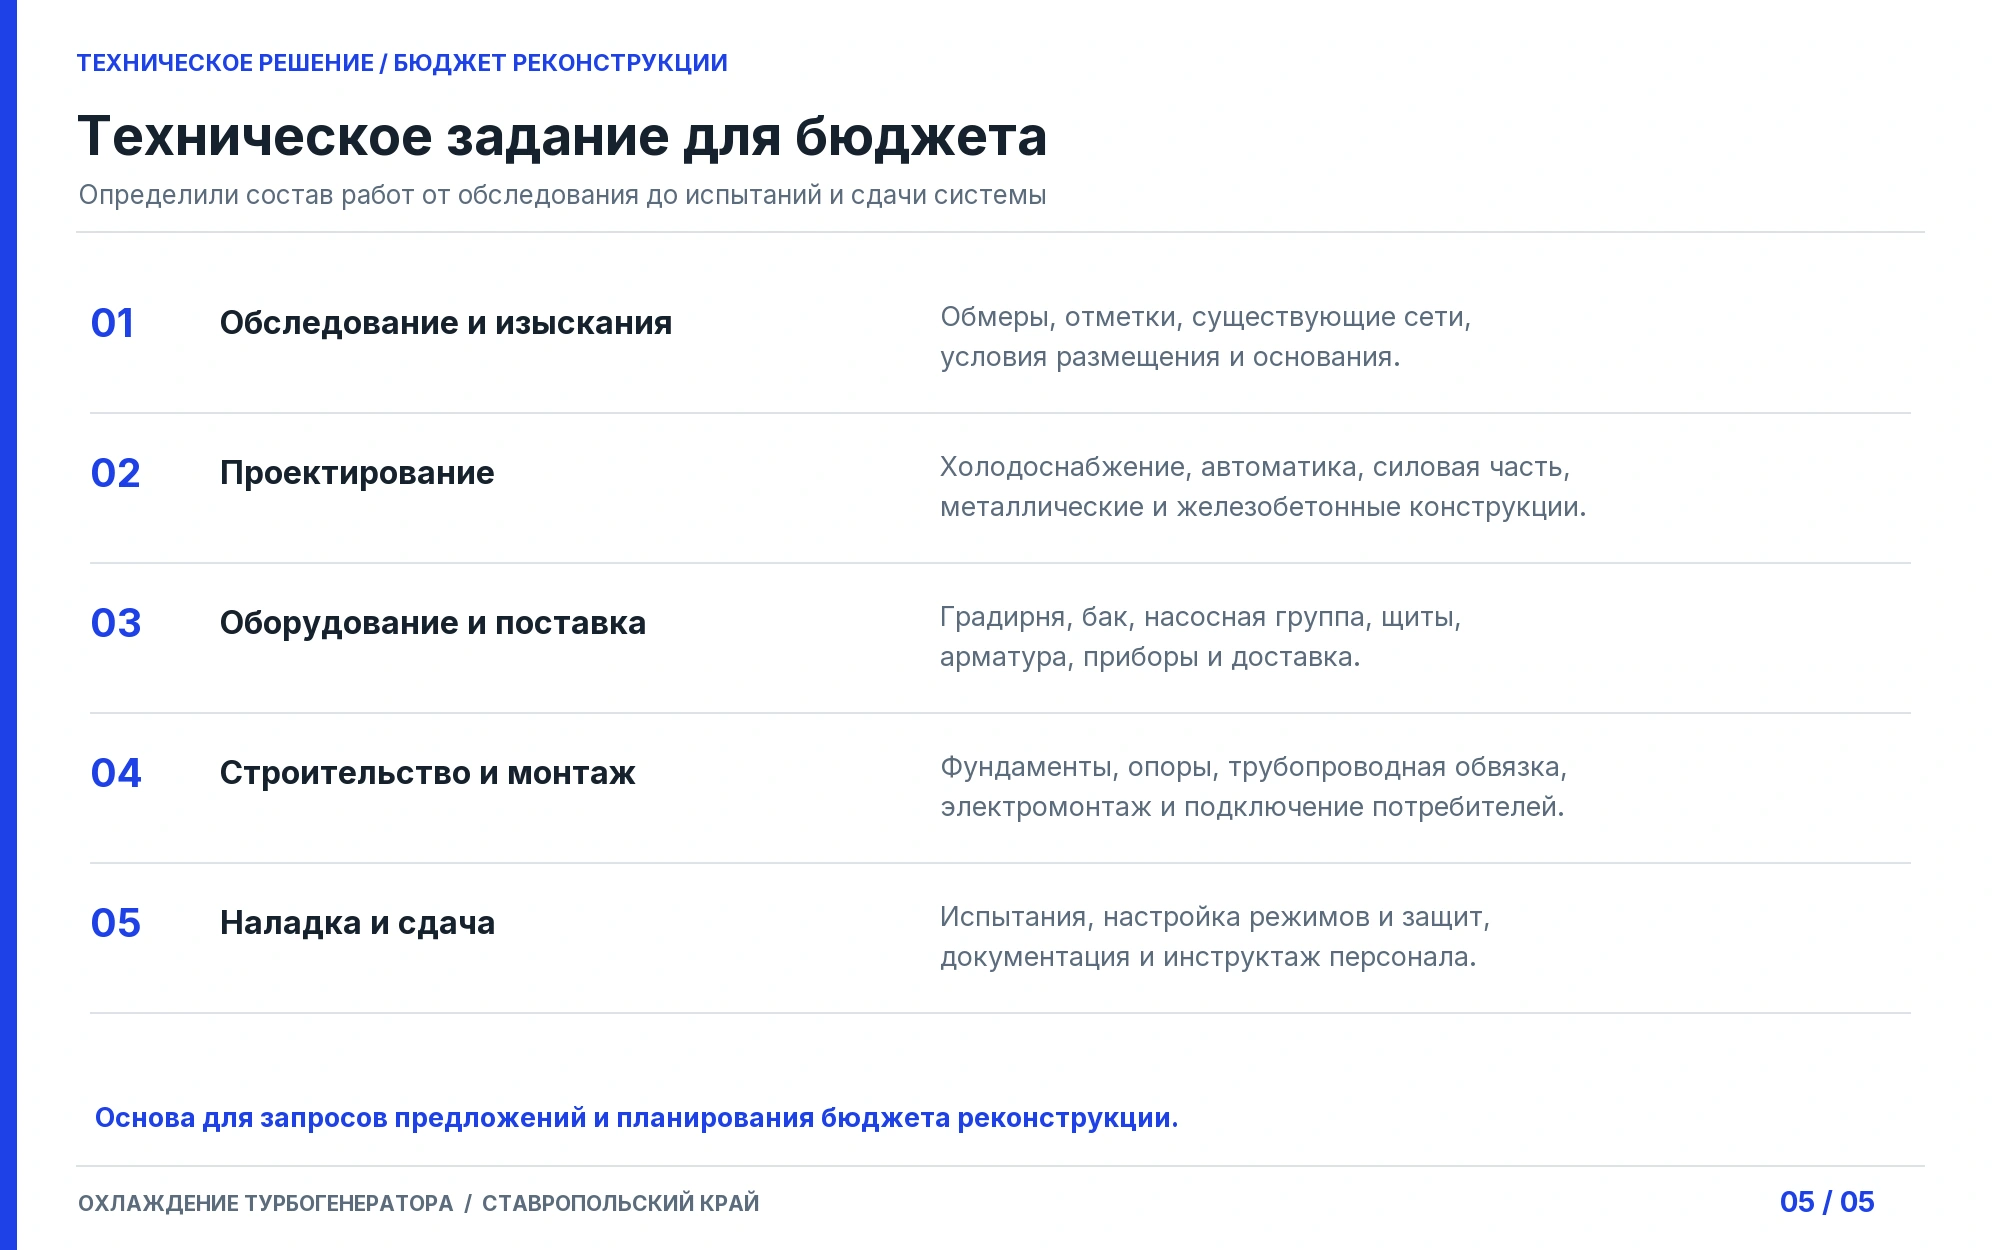 ТЕХНИЧЕСКОЕ РЕШЕНИЕ / БЮДЖЕТ РЕКОНСТРУКЦИИ
Техническое задание для бюджета
Определили состав работ от обследования до испытаний и сдачи системы
01 Обследование и изыскания
Обмеры, отметки, существующие сети,
условия размещения и основания.
02 Проектирование
Холодоснабжение, автоматика, силовая часть,
металлические и железобетонные конструкции.
03 Оборудование и поставка
Градирня, бак, насосная группа, щиты,
арматура, приборы и доставка.
04 Строительство и монтаж
Фундаменты, опоры, трубопроводная обвязка,
электромонтаж и подключение потребителей.
05 Наладка и сдача
Испытания, настройка режимов и защит,
документация и инструктаж персонала.
Основа для запросов предложений и планирования бюджета реконструкции.
ОХЛАЖДЕНИЕ ТУРБОГЕНЕРАТОРА / СТАВРОПОЛЬСКИЙ КРАЙ
05 / 05